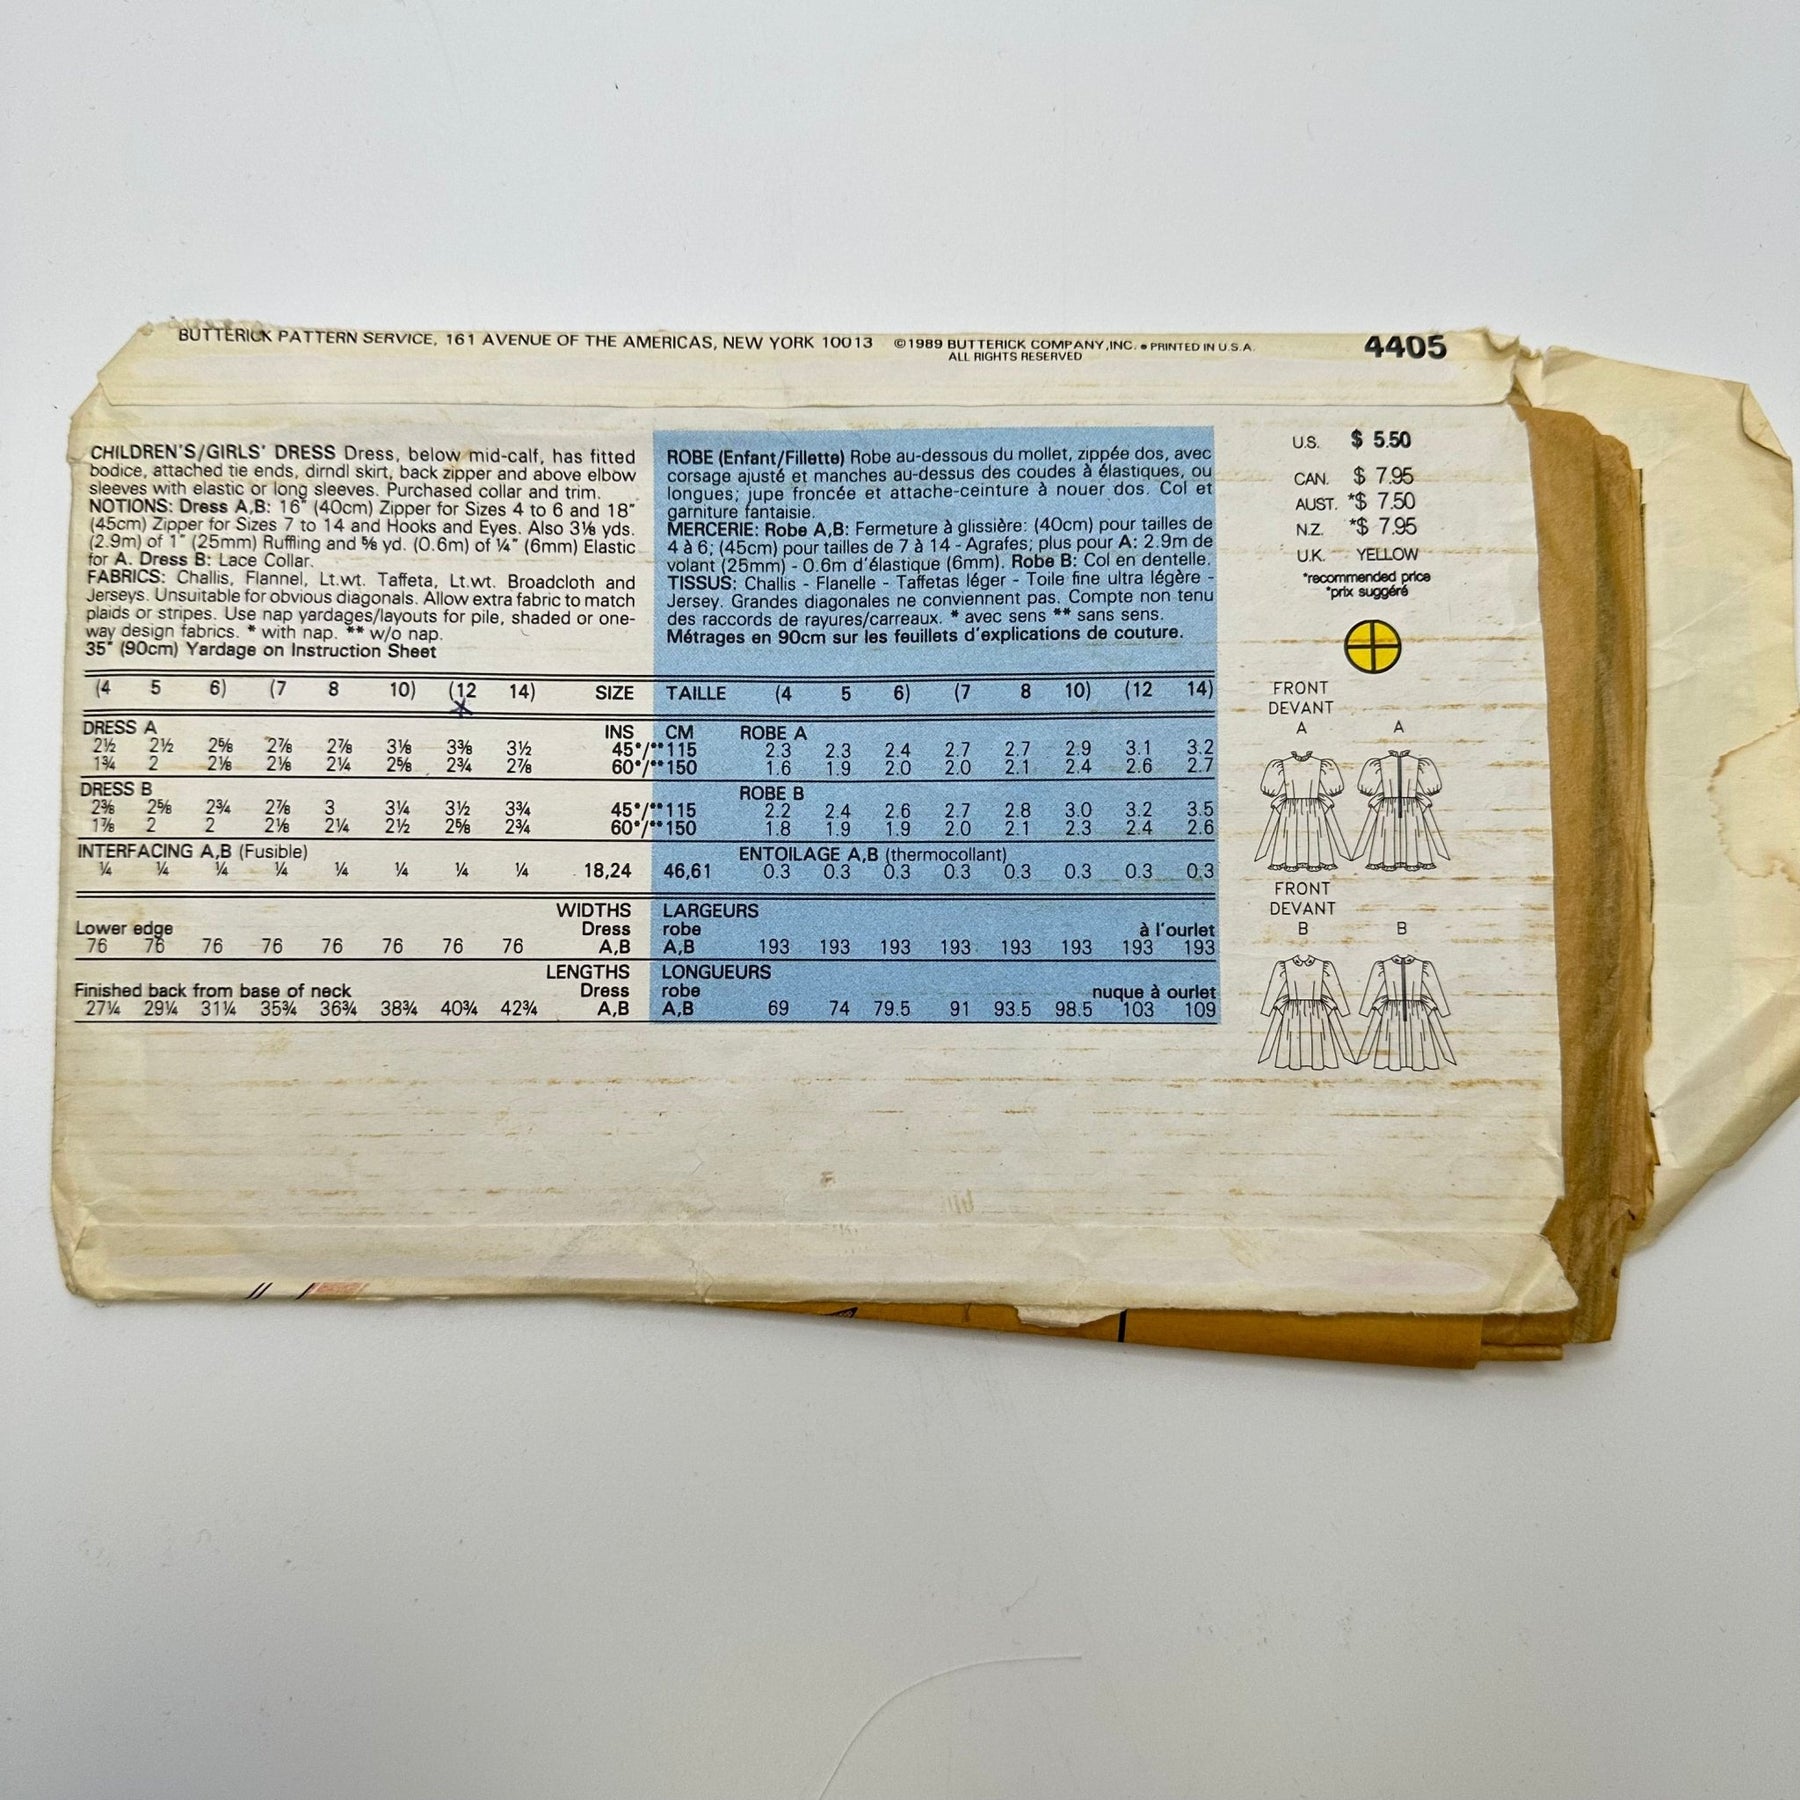 BUTTERICK PATTERN SERVICE, 161 AVENUE OF THE AMERICAS, NEW YORK 10013 ©1989 BUTTERICK COMPANY, INC. • PRINTED IN U.S.A.
ALL RIGHTS RESERVED
4405
CHILDREN'S/GIRLS' DRESS Dress, below mid-calf, has fitted
bodice, attached tie ends, dirndl skirt, back zipper and above elbow
sleeves with elastic or long sleeves. Purchased collar and trim.
NOTIONS: Dress A,B: 16" (40cm) Zipper for Sizes 4 to 6 and 18"
(45cm) Zipper for Sizes 7 to 14 and Hooks and Eyes. Also 3⅛ yds.
(2.9m) of 1" (25mm) Ruffling and ⅝ yd. (0.6m) of ¼" (6mm) Elastic
for A. Dress B: Lace Collar.
FABRICS: Challis, Flannel, Lt.wt. Taffeta, Lt.wt. Broadcloth and
Jerseys. Unsuitable for obvious diagonals. Allow extra fabric to match
plaids or stripes. Use nap yardages/layouts for pile, shaded or one-
way design fabrics. * with nap. ** w/o nap.
35" (90cm) Yardage on Instruction Sheet
ROBE (Enfant/Fillette) Robe au-dessous du mollet, zippée dos, avec
corsage ajusté et manches au-dessus des coudes à élastiques, ou
longues; jupe froncée et attache-ceinture à nouer dos. Col et
garniture fantaisie.
MERCERIE: Robe A,B: Fermeture à glissière: (40cm) pour tailles de
4 à 6; (45cm) pour tailles de 7 à 14 - Agrafes; plus pour A: 2.9m de
volant (25mm) - 0.6m d'élastique (6mm). Robe B: Col en dentelle.
TISSUS: Challis - Flanelle - Taffetas léger - Toile fine ultra légère -
Jersey. Grandes diagonales ne conviennent pas. Compte non tenu
des raccords de rayures/carreaux. * avec sens ** sans sens.
Métrages en 90cm sur les feuillets d'explications de couture.
(4 5 6) (7 8 10) (12 14) SIZE TAILLE (4 5 6) (7 8 10) (12 14)
DRESS A INS CM ROBE A
2½ 2½ 2⅝ 2⅞ 2⅞ 3⅛ 3⅜ 3½ 45*/**115 2.3 2.3 2.4 2.7 2.7 2.9 3.1 3.2
1¾ 2 2⅛ 2⅛ 2¼ 2⅝ 2¾ 2⅞ 60*/**150 1.6 1.9 2.0 2.0 2.1 2.4 2.6 2.7
DRESS B ROBE B
2⅜ 2⅝ 2¾ 2⅞ 3 3¼ 3½ 3¾ 45*/**115 2.2 2.4 2.6 2.7 2.8 3.0 3.2 3.5
1⅞ 2 2 2⅛ 2¼ 2½ 2⅝ 2¾ 60*/**150 1.8 1.9 1.9 2.0 2.1 2.3 2.4 2.6
INTERFACING A,B (Fusible) ENTOILAGE A,B (thermocollant)
¼ ¼ ¼ ¼ ¼ ¼ ¼ ¼ 18,24 46,61 0.3 0.3 0.3 0.3 0.3 0.3 0.3 0.3
WIDTHS LARGEURS
Lower edge Dress robe à l'ourlet
76 76 76 76 76 76 76 76 A,B A,B 193 193 193 193 193 193 193 193
LENGTHS LONGUEURS
Finished back from base of neck Dress robe nuque à ourlet
27¼ 29¼ 31¼ 35¾ 36¾ 38¾ 40¾ 42¾ A,B A,B 69 74 79.5 91 93.5 98.5 103 109
U.S. $ 5.50
CAN. $ 7.95
AUST. *$ 7.50
N.Z. *$ 7.95
U.K. YELLOW
*recommended price
*prix suggéré
FRONT
DEVANT
A A
FRONT
DEVANT
B B